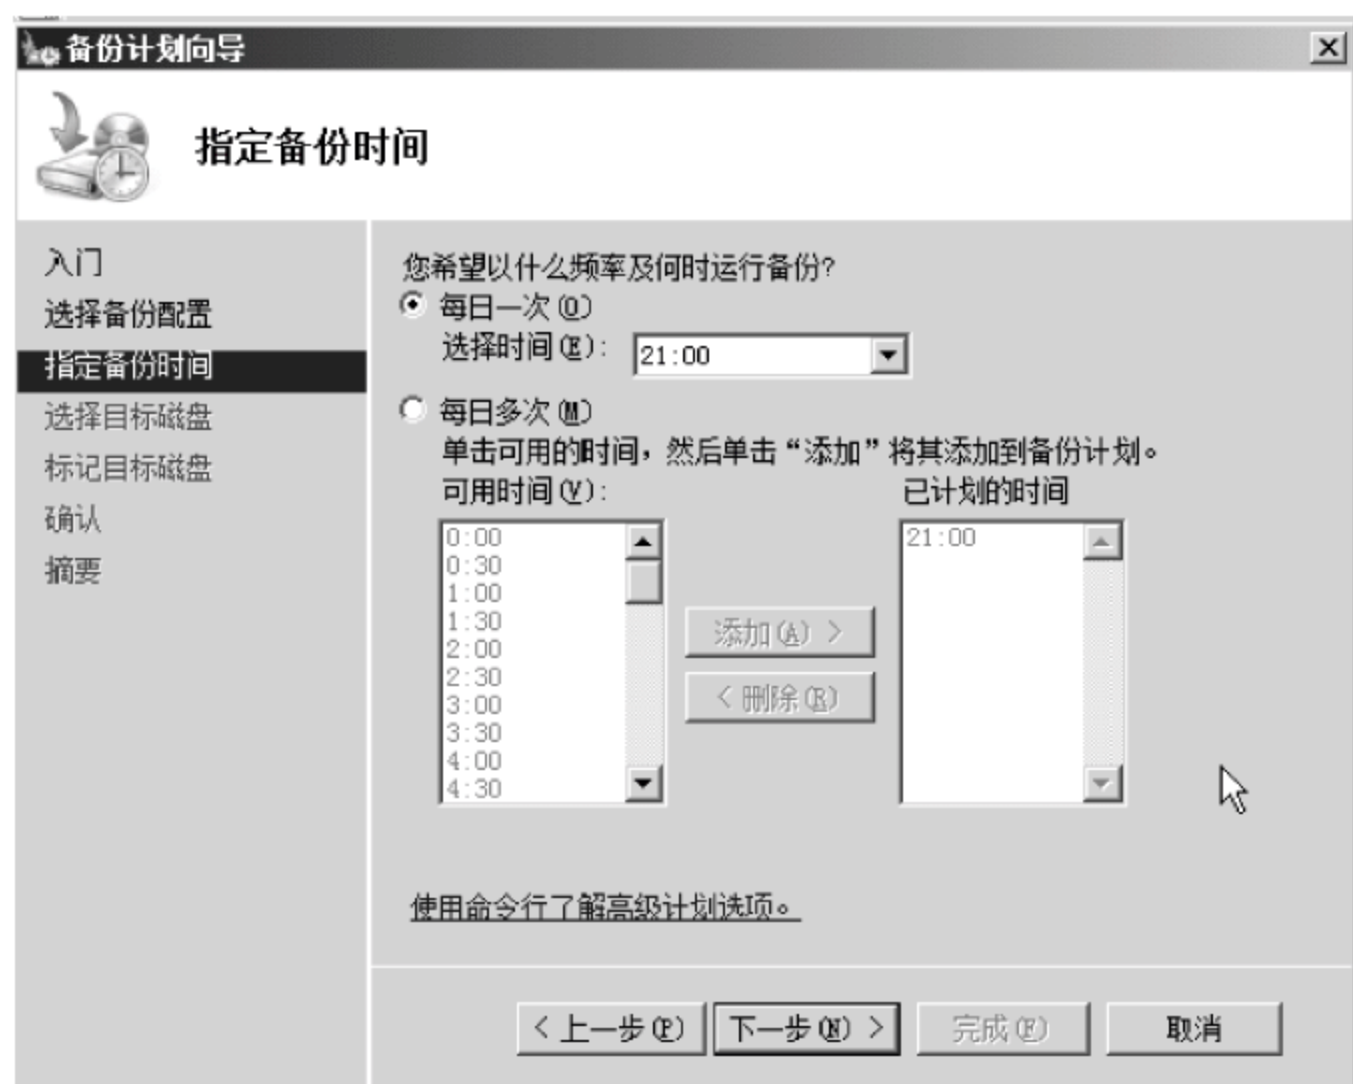 备份计划向导
指定备份时间
入门
选择备份配置
指定备份时间
选择目标磁盘
标记目标磁盘
确认
摘要
您希望以什么频率及何时运行备份?
每日一次(O)
选择时间(E): 21:00
每日多次(M)
单击可用的时间，然后单击“添加”将其添加到备份计划。
可用时间(V): 已计划的时间
0:00 21:00
0:30
1:00
1:30
2:00
2:30
3:00
3:30
4:00
4:30
添加(A) >
< 删除(R)
使用命令行了解高级计划选项。
< 上一步(P) 下一步(N) > 完成(F) 取消